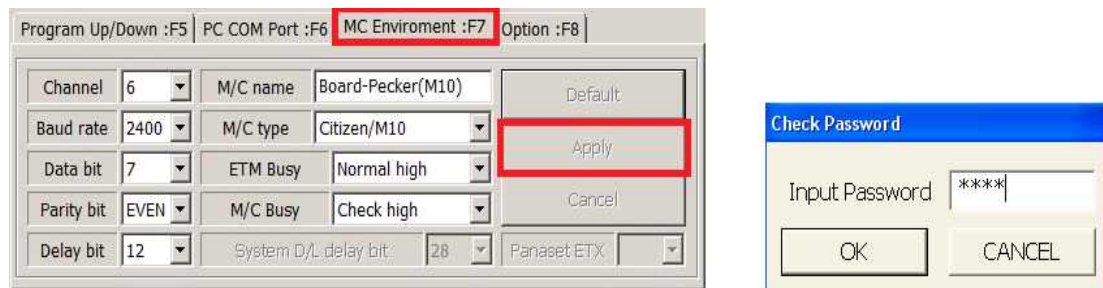 Program Up/Down :F5 PC COM Port :F6 MC Enviroment :F7 Option :F8
Channel 6 M/C name Board-Pecker(M10) Default
Baud rate 2400 M/C type Citizen/M10 Apply
Data bit 7 ETM Busy Normal high
Parity bit EVEN M/C Busy Check high Cancel
Delay bit 12 System D/L delay bit 28 Panaset ETX
Check Password
Input Password ****
OK CANCEL